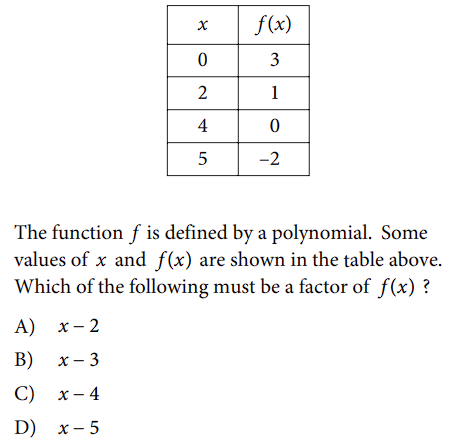 x f(x)
0 3
2 1
4 0
5 –2
The function f is defined by a polynomial. Some
values of x and f(x) are shown in the table above.
Which of the following must be a factor of f(x) ?
A) x – 2
B) x – 3
C) x – 4
D) x – 5